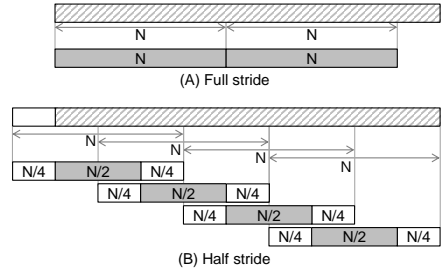 N N
N N
(A) Full stride
N N N N
N/4 N/2 N/4
N/4 N/2 N/4
N/4 N/2 N/4
N/4 N/2 N/4
(B) Half stride